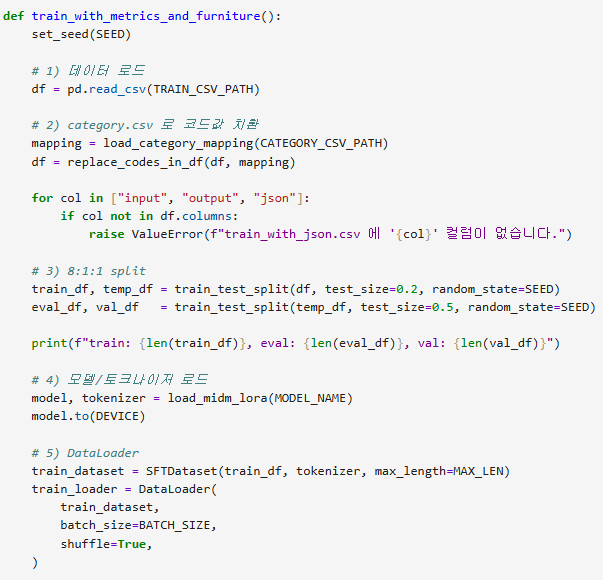 def train_with_metrics_and_furniture():
    set_seed(SEED)

    # 1) 데이터 로드
    df = pd.read_csv(TRAIN_CSV_PATH)

    # 2) category.csv 로 코드값 치환
    mapping = load_category_mapping(CATEGORY_CSV_PATH)
    df = replace_codes_in_df(df, mapping)

    for col in ["input", "output", "json"]:
        if col not in df.columns:
            raise ValueError(f"train_with_json.csv 에 '{col}' 컬럼이 없습니다.")

    # 3) 8:1:1 split
    train_df, temp_df = train_test_split(df, test_size=0.2, random_state=SEED)
    eval_df, val_df   = train_test_split(temp_df, test_size=0.5, random_state=SEED)

    print(f"train: {len(train_df)}, eval: {len(eval_df)}, val: {len(val_df)}")

    # 4) 모델/토크나이저 로드
    model, tokenizer = load_midm_lora(MODEL_NAME)
    model.to(DEVICE)

    # 5) DataLoader
    train_dataset = SFTDataset(train_df, tokenizer, max_length=MAX_LEN)
    train_loader = DataLoader(
        train_dataset,
        batch_size=BATCH_SIZE,
        shuffle=True,
    )